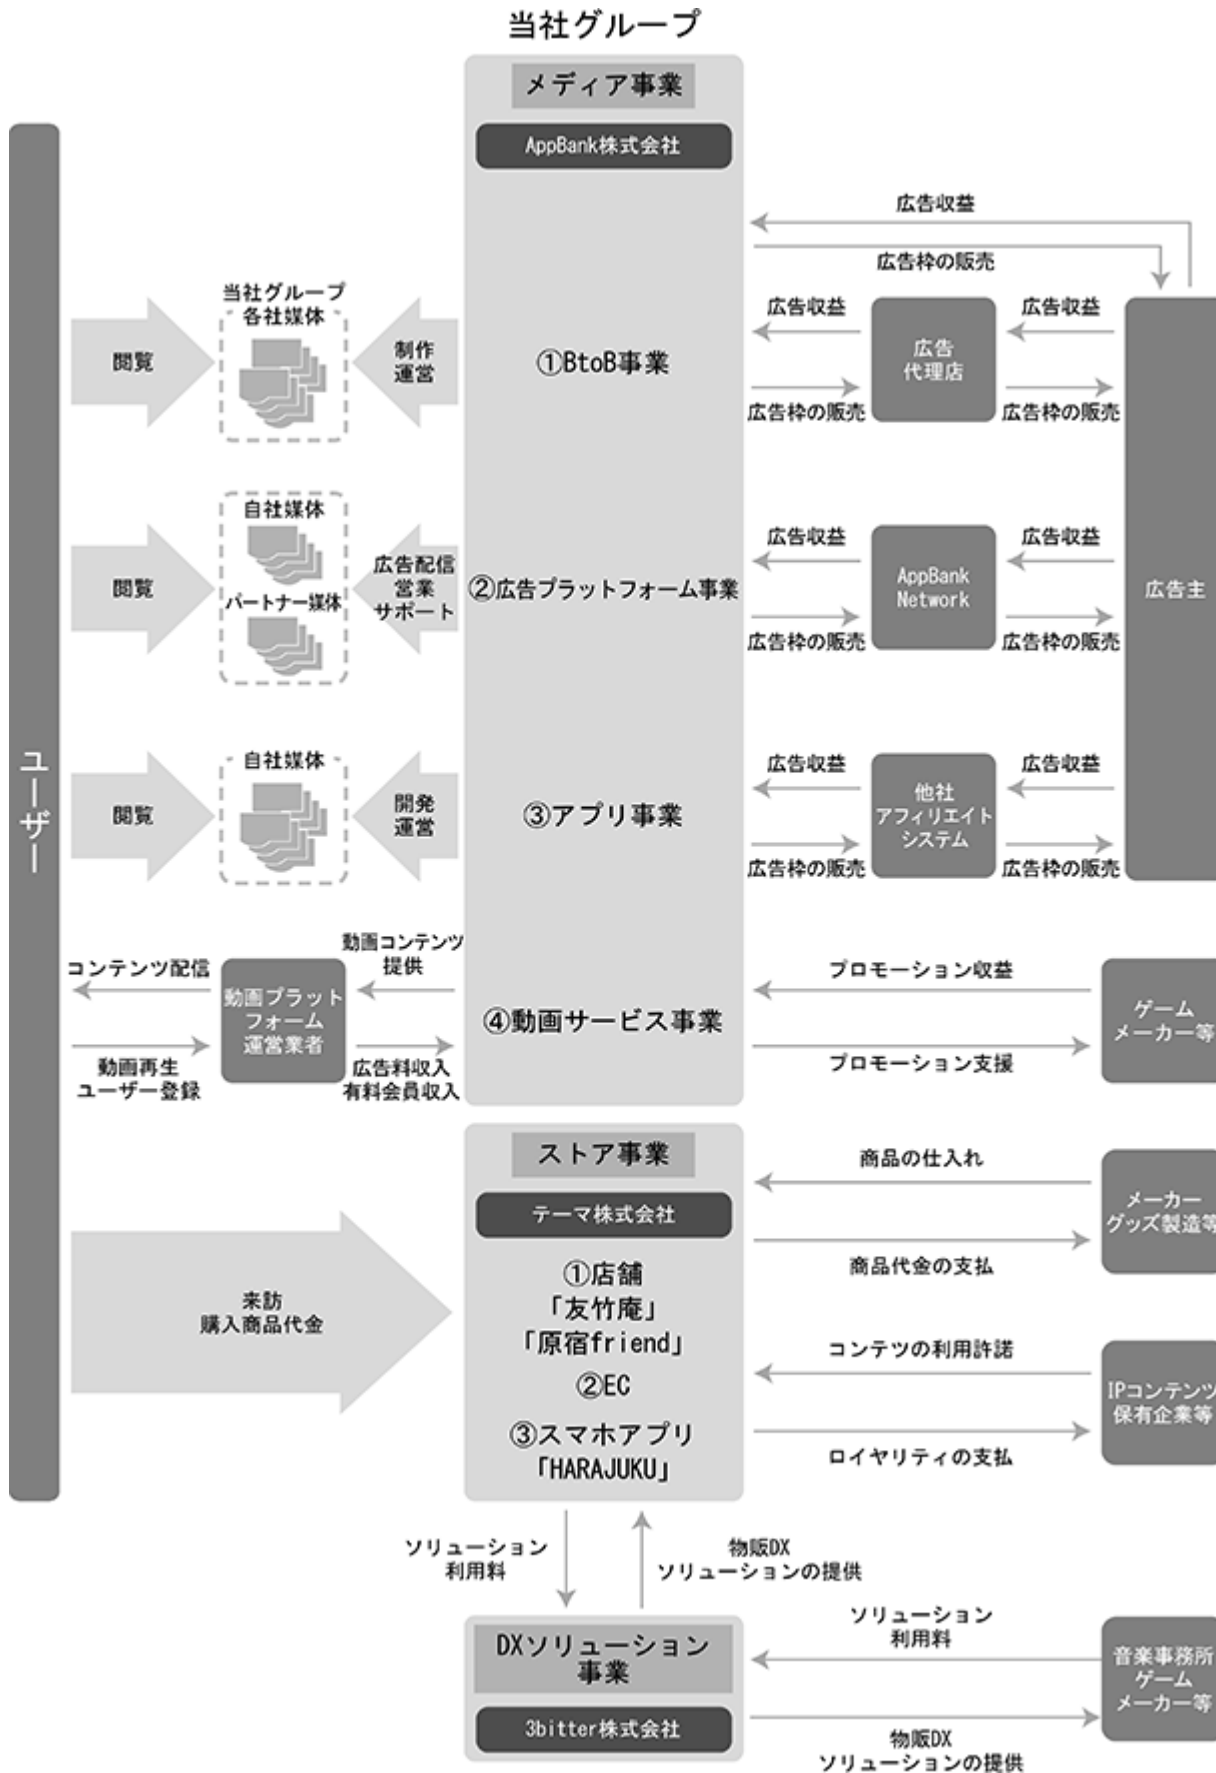 当社グループ
メディア事業
AppBank株式会社
広告収益
広告枠の販売
当社グループ
各社媒体
閲覧
制作
運営
①BtoB事業
広告収益
広告収益
広告
代理店
広告枠の販売
広告枠の販売
自社媒体
パートナー媒体
閲覧
広告配信
営業
サポート
②広告プラットフォーム事業
広告収益
広告収益
AppBank
Network
広告枠の販売
広告枠の販売
広告主
ユーザー
自社媒体
閲覧
開発
運営
③アプリ事業
広告収益
広告収益
他社
アフィリエイト
システム
広告枠の販売
広告枠の販売
コンテンツ配信
動画プラット
フォーム
運営業者
動画コンテンツ
提供
動画再生
ユーザー登録
広告料収入
有料会員収入
④動画サービス事業
プロモーション収益
プロモーション支援
ゲーム
メーカー等
ストア事業
テーマ株式会社
①店舗
「友竹庵」
「原宿friend」
②EC
③スマホアプリ
「HARAJUKU」
来訪
購入商品代金
商品の仕入れ
商品代金の支払
メーカー
グッズ製造等
コンテツの利用許諾
ロイヤリティの支払
IPコンテンツ
保有企業等
ソリューション
利用料
物販DX
ソリューションの提供
DXソリューション
事業
3bitter株式会社
ソリューション
利用料
物販DX
ソリューションの提供
音楽事務所
ゲーム
メーカー等